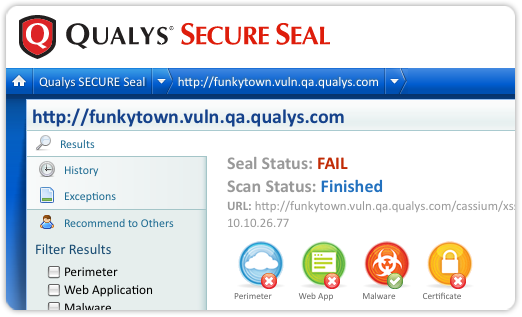 QUALYS® SECURE SEAL
Qualys SECURE Seal http://funkytown.vuln.qa.qualys.com
http://funkytown.vuln.qa.qualys.com
Results
History
Exceptions
Recommend to Others
Filter Results
Perimeter
Web Application
Malware
Seal Status: FAIL
Scan Status: Finished
URL: http://funkytown.vuln.qa.qualys.com/cassium/xs
10.10.26.77
Perimeter Web App Malware Certificate